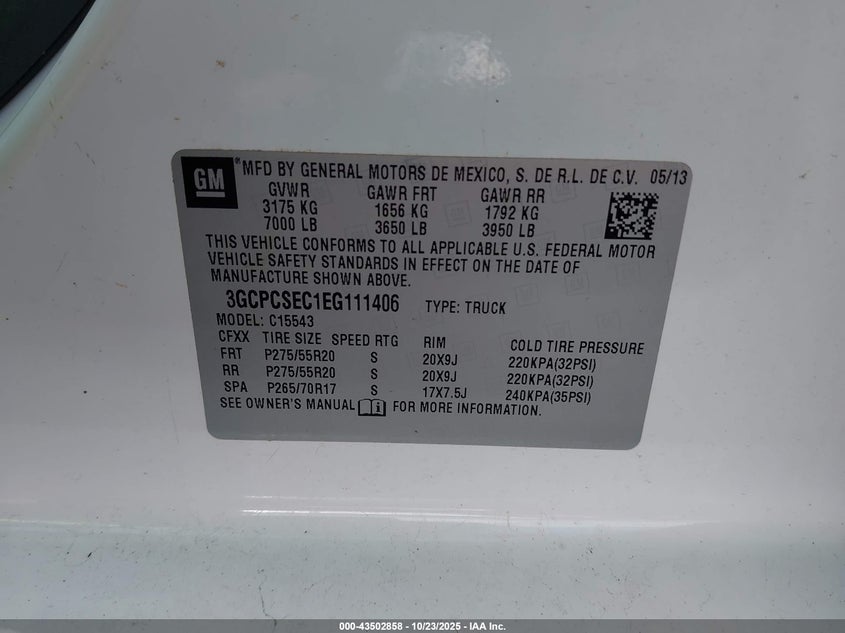 GM
®MFD BY GENERAL MOTORS DE MEXICO, S. DE R.L. DE C.V. 05/13
GVWR GAWR FRT GAWR RR
3175 KG 1656 KG 1792 KG
7000 LB 3650 LB 3950 LB
THIS VEHICLE CONFORMS TO ALL APPLICABLE U.S. FEDERAL MOTOR
VEHICLE SAFETY STANDARDS IN EFFECT ON THE DATE OF
MANUFACTURE SHOWN ABOVE.
3GCPCSEC1EG111406 TYPE: TRUCK
MODEL: C15543
CFXX TIRE SIZE SPEED RTG RIM COLD TIRE PRESSURE
FRT P275/55R20 S 20X9J 220KPA(32PSI)
RR P275/55R20 S 20X9J 220KPA(32PSI)
SPA P265/70R17 S 17X7.5J 240KPA(35PSI)
SEE OWNER'S MANUAL FOR MORE INFORMATION.
000-43502858 | 10/23/2025 - IAA Inc.